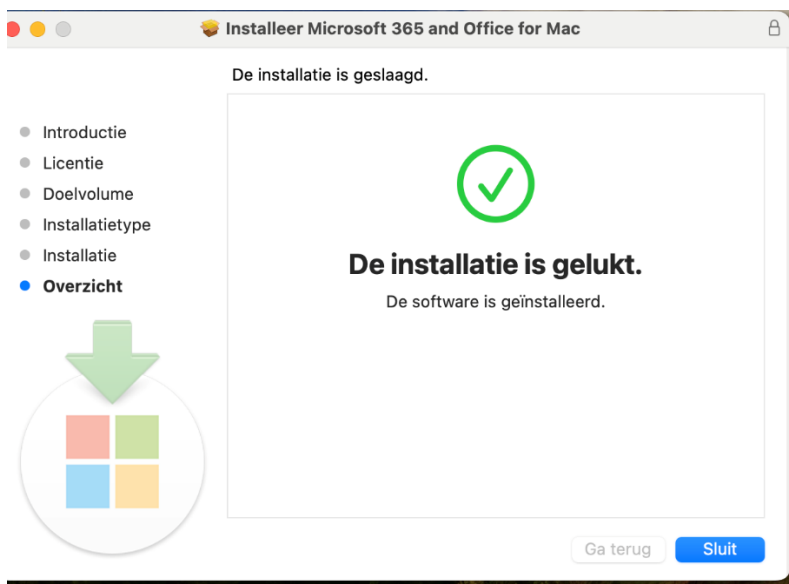 Installeer Microsoft 365 and Office for Mac
De installatie is geslaagd.
Introductie
Licentie
Doelvolume
Installatietype
Installatie
Overzicht
De installatie is gelukt.
De software is geïnstalleerd.
Ga terug
Sluit